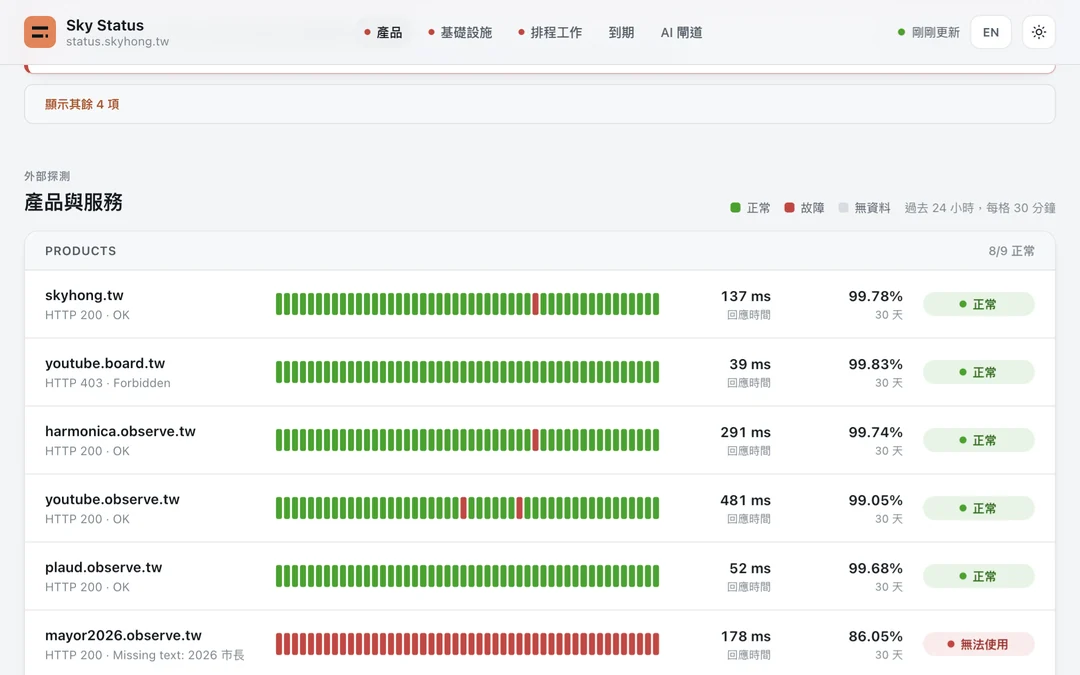 Sky Status
status.skyhong.tw
產品
基礎設施
排程工作
到期
AI 閘道
剛剛更新
EN
顯示其餘 4 項
外部探測
產品與服務
正常
故障
無資料
過去 24 小時，每格 30 分鐘
PRODUCTS
8/9 正常
skyhong.tw
HTTP 200 · OK
137 ms
回應時間
99.78%
30 天
正常
youtube.board.tw
HTTP 403 · Forbidden
39 ms
回應時間
99.83%
30 天
正常
harmonica.observe.tw
HTTP 200 · OK
291 ms
回應時間
99.74%
30 天
正常
youtube.observe.tw
HTTP 200 · OK
481 ms
回應時間
99.05%
30 天
正常
plaud.observe.tw
HTTP 200 · OK
52 ms
回應時間
99.68%
30 天
正常
mayor2026.observe.tw
HTTP 200 · Missing text: 2026 市長
178 ms
回應時間
86.05%
30 天
無法使用